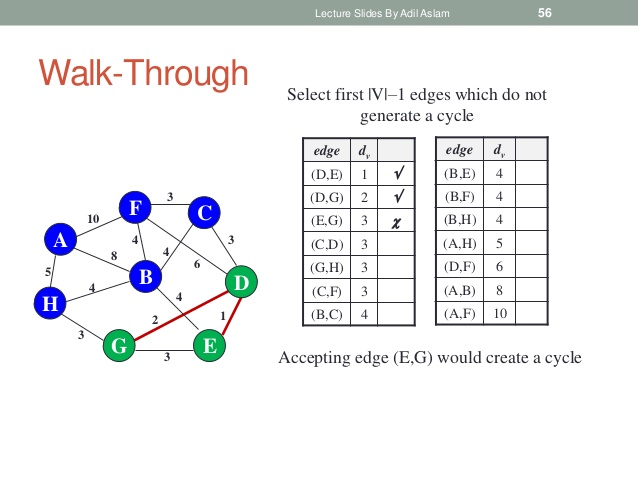 Lecture Slides By Adil Aslam 56
Walk-Through
Select first |V|–1 edges which do not
generate a cycle
edge dv
(D,E) 1 √
(D,G) 2 √
(E,G) 3 χ
(C,D) 3
(G,H) 3
(C,F) 3
(B,C) 4
edge dv
(B,E) 4
(B,F) 4
(B,H) 4
(A,H) 5
(D,F) 6
(A,B) 8
(A,F) 10
3
F C
10
A 4 3
8 4
6
5 B D
4
H 4
2 1
3
G E
3
Accepting edge (E,G) would create a cycle